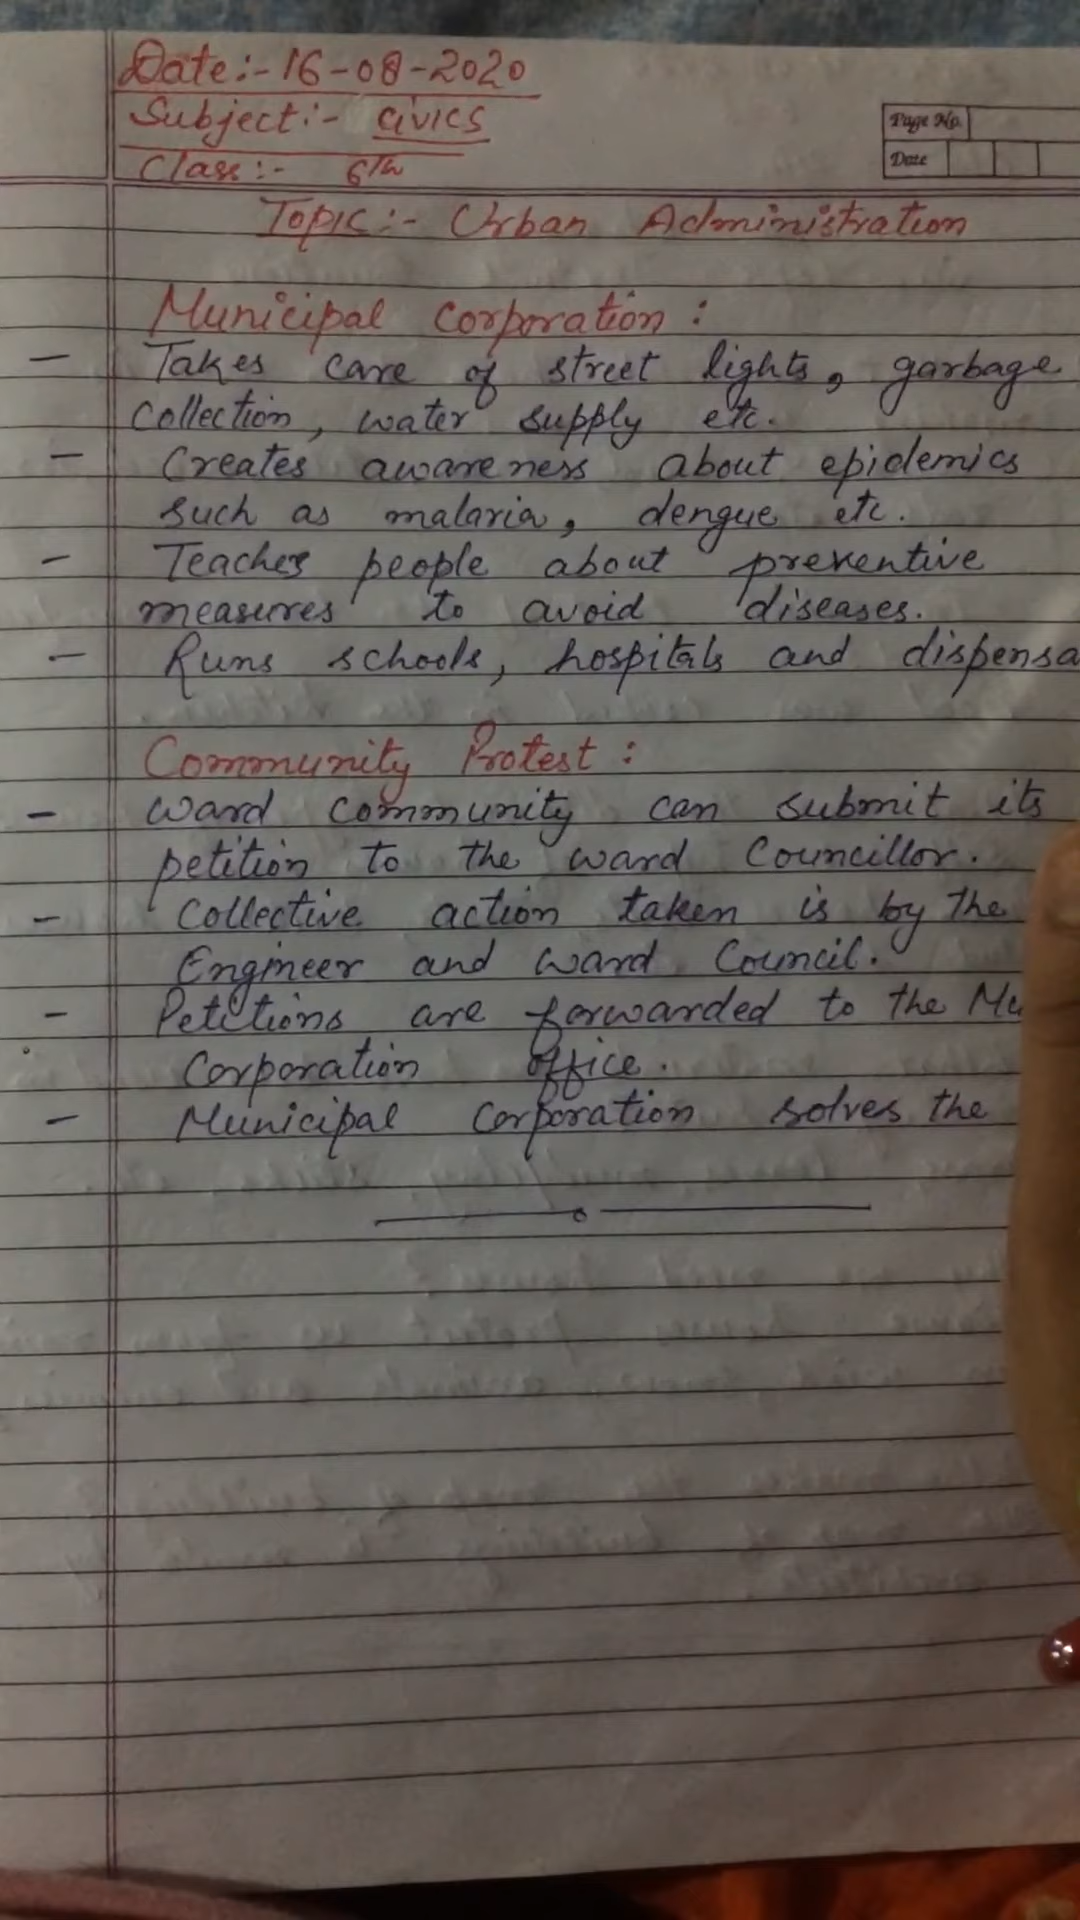 Date:- 16-08-2020
Subject:- civics
Page No.
Class:- 6th
Date
Topic:- Urban Administration
Municipal Corporation:
- Takes care of street lights, garbage
collection, water supply etc.
- Creates awareness about epidemics
such as malaria, dengue etc.
- Teaches people about preventive
measures to avoid diseases.
- Runs schools, hospitals and dispensa
Community Protest:
- Ward community can submit its
petition to the ward Councillor.
- Collective action taken is by the
Engineer and Ward Council.
- Petitions are forwarded to the Mu
Corporation office.
- Municipal Corporation solves the